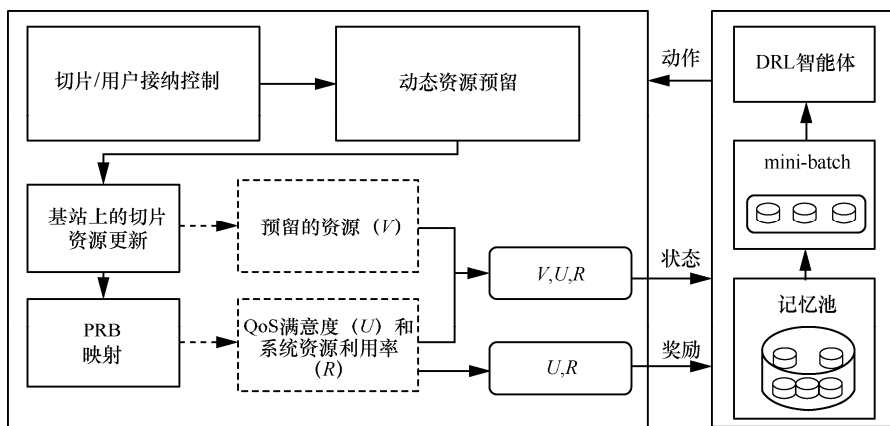 切片/用户接纳控制
动态资源预留
动作
DRL智能体
mini-batch
基站上的切片
资源更新
预留的资源（V）
V,U,R
状态
记忆池
PRB
映射
QoS满意度（U）和
系统资源利用率
（R）
U,R
奖励